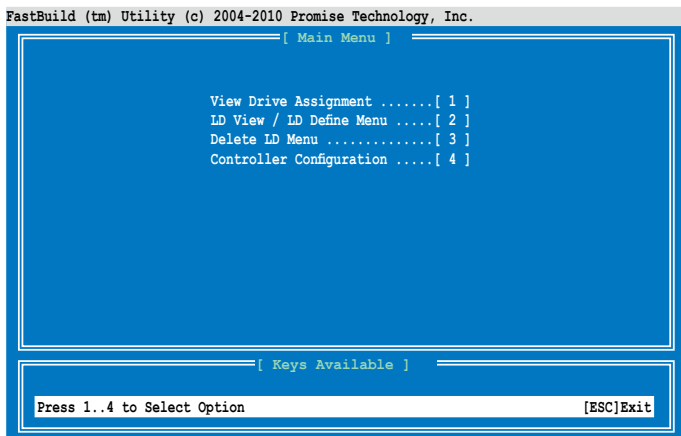 FastBuild (tm) Utility (c) 2004-2010 Promise Technology, Inc.
[ Main Menu ]
View Drive Assignment .......[ 1 ]
LD View / LD Define Menu .....[ 2 ]
Delete LD Menu ..............[ 3 ]
Controller Configuration .....[ 4 ]
[ Keys Available ]
Press 1..4 to Select Option [ESC]Exit